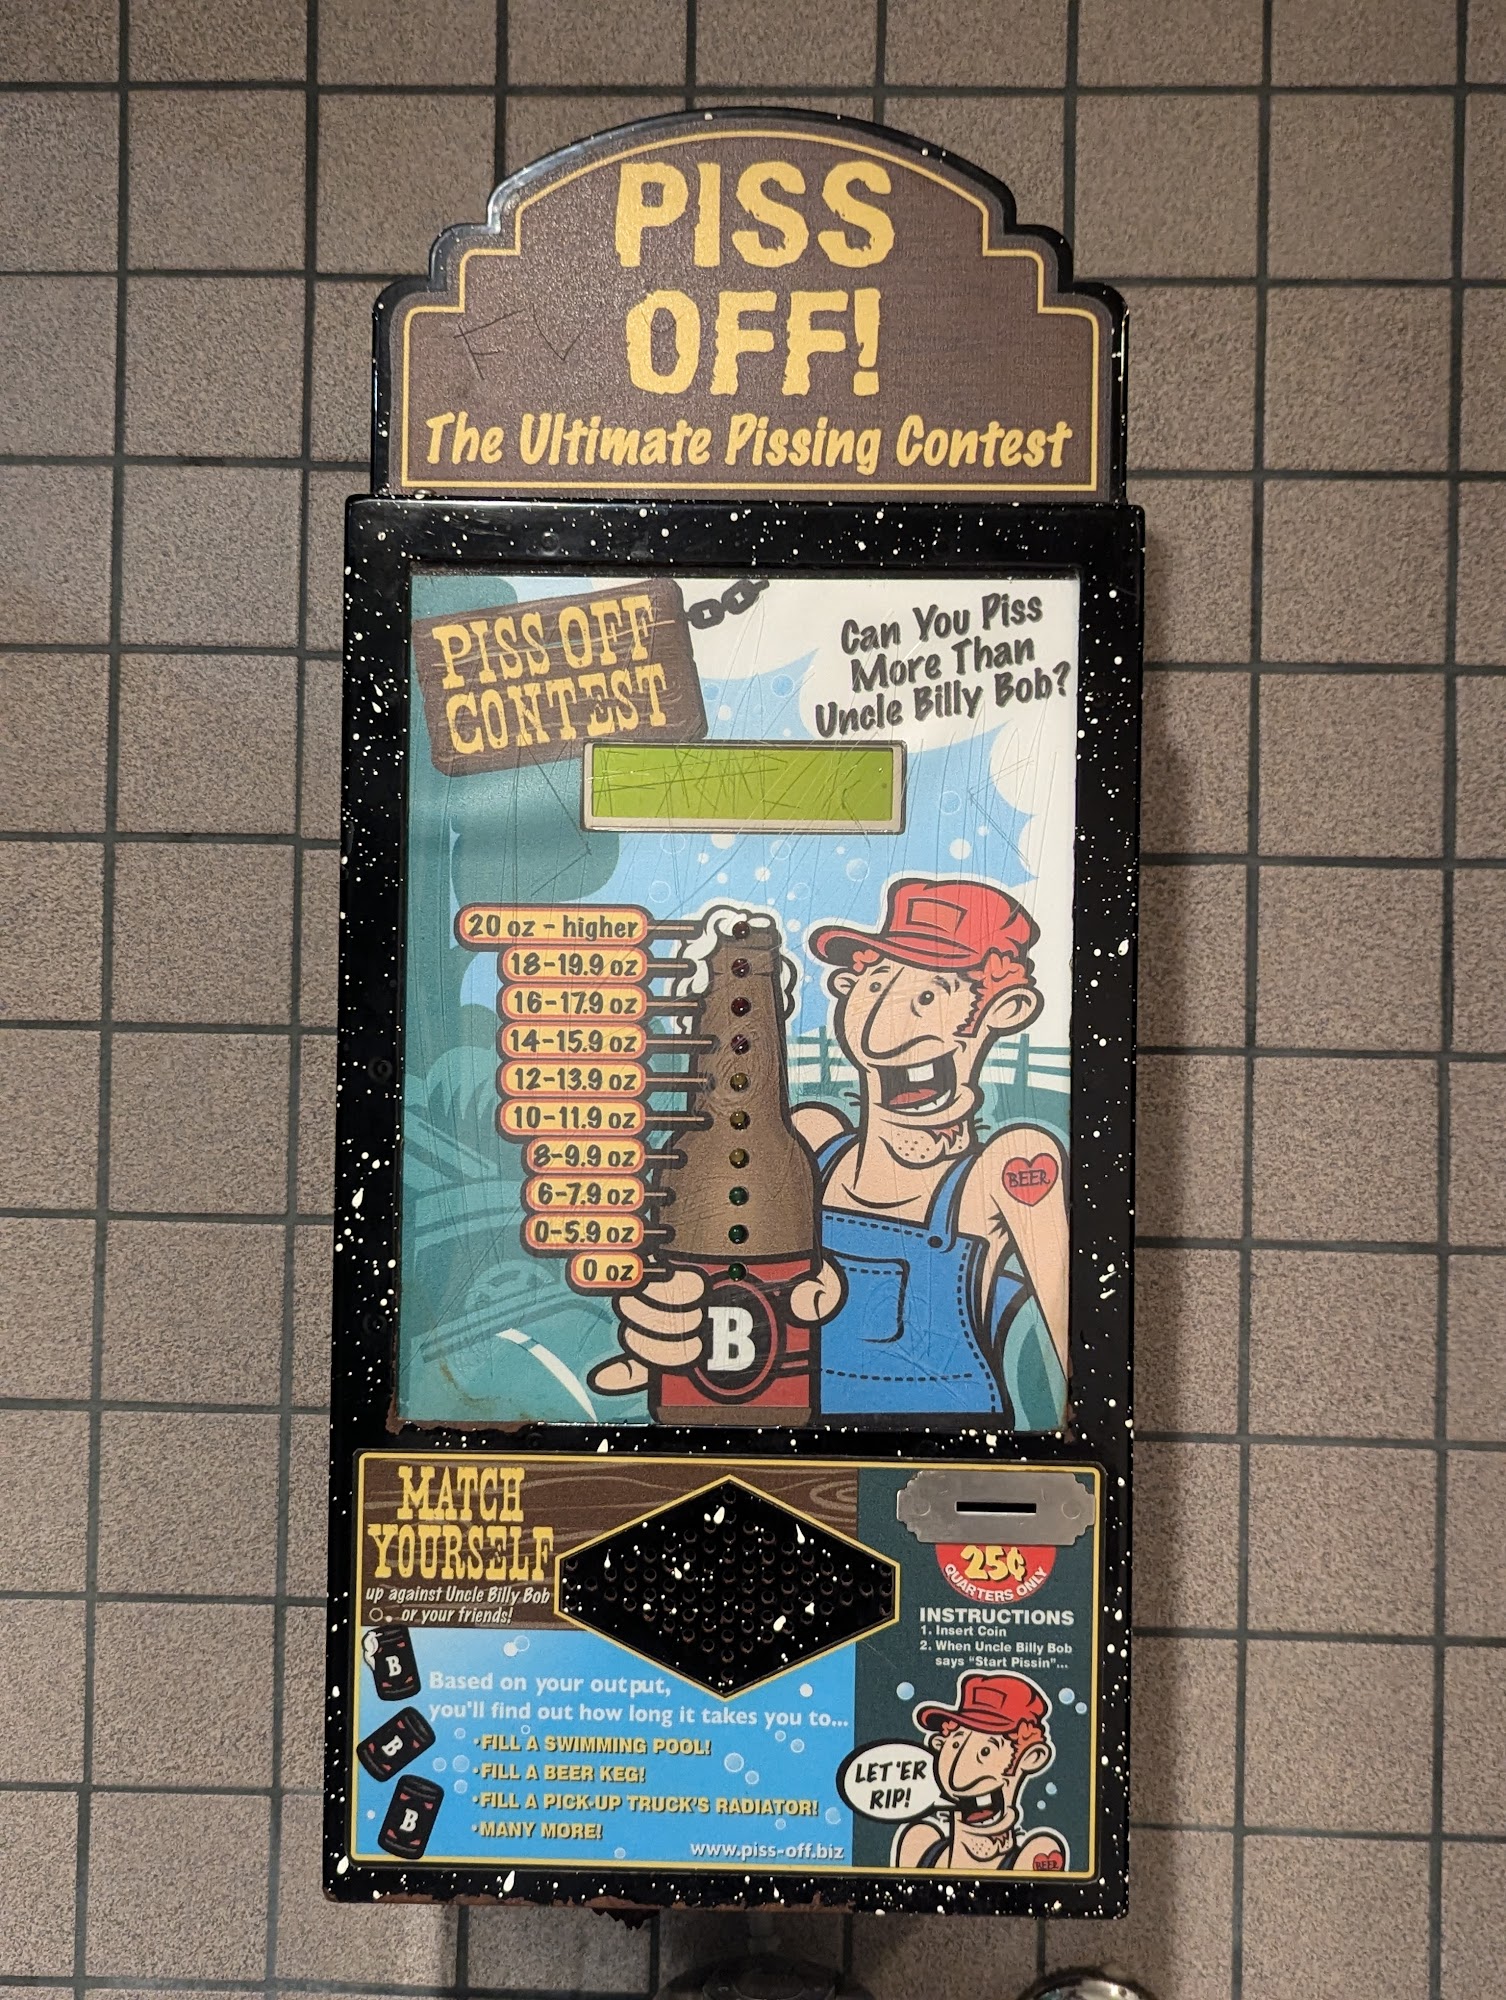 PISS
OFF!
The Ultimate Pissing Contest
PISS OFF
CONTEST
Can You Piss
More Than
Uncle Billy Bob?
20 oz - higher
18-19.9 oz
16-17.9 oz
14-15.9 oz
12-13.9 oz
10-11.9 oz
8-9.9 oz
6-7.9 oz
0-5.9 oz
0 oz
BEER
B
MATCH
YOURSELF
up against Uncle Billy Bob
or your friends!
25¢
QUARTERS ONLY
INSTRUCTIONS
1. Insert Coin
2. When Uncle Billy Bob
says "Start Pissin"...
B
B
B
Based on your output,
you'll find out how long it takes you to...
•FILL A SWIMMING POOL!
•FILL A BEER KEG!
•FILL A PICK-UP TRUCK'S RADIATOR!
•MANY MORE!
www.piss-off.biz
LET 'ER
RIP!
BEER